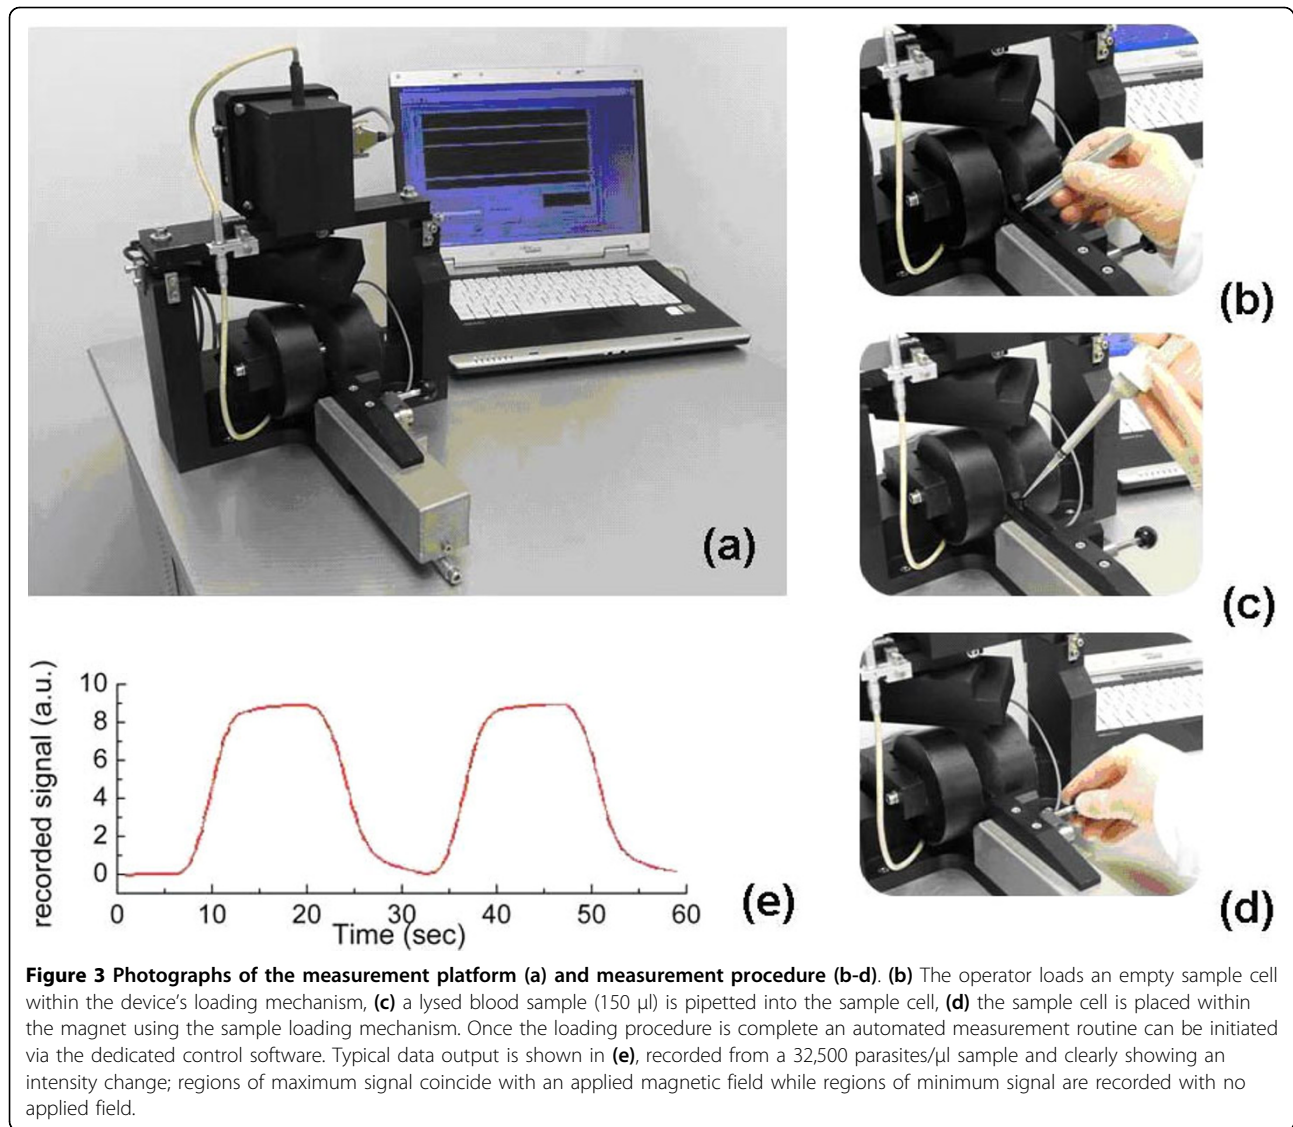 (a)
(b)
(c)
(d)
recorded signal (a.u.)
10
8
6
4
2
0
0 10 20 30 40 50 60
Time (sec)
(e)
Figure 3 Photographs of the measurement platform (a) and measurement procedure (b-d). (b) The operator loads an empty sample cell
within the device's loading mechanism, (c) a lysed blood sample (150 μl) is pipetted into the sample cell, (d) the sample cell is placed within
the magnet using the sample loading mechanism. Once the loading procedure is complete an automated measurement routine can be initiated
via the dedicated control software. Typical data output is shown in (e), recorded from a 32,500 parasites/μl sample and clearly showing an
intensity change; regions of maximum signal coincide with an applied magnetic field while regions of minimum signal are recorded with no
applied field.